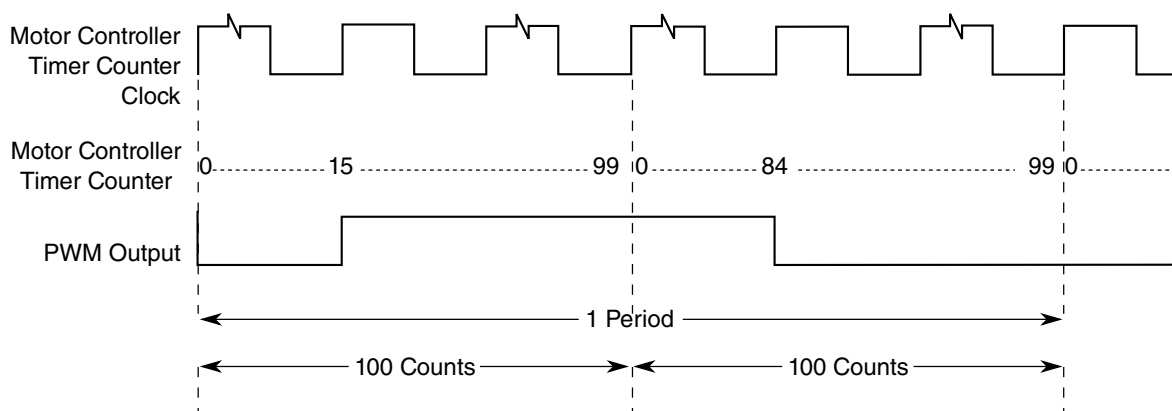 Motor Controller
Timer Counter
Clock
Motor Controller
Timer Counter
0 15 99 0 84 99 0
PWM Output
1 Period
100 Counts 100 Counts